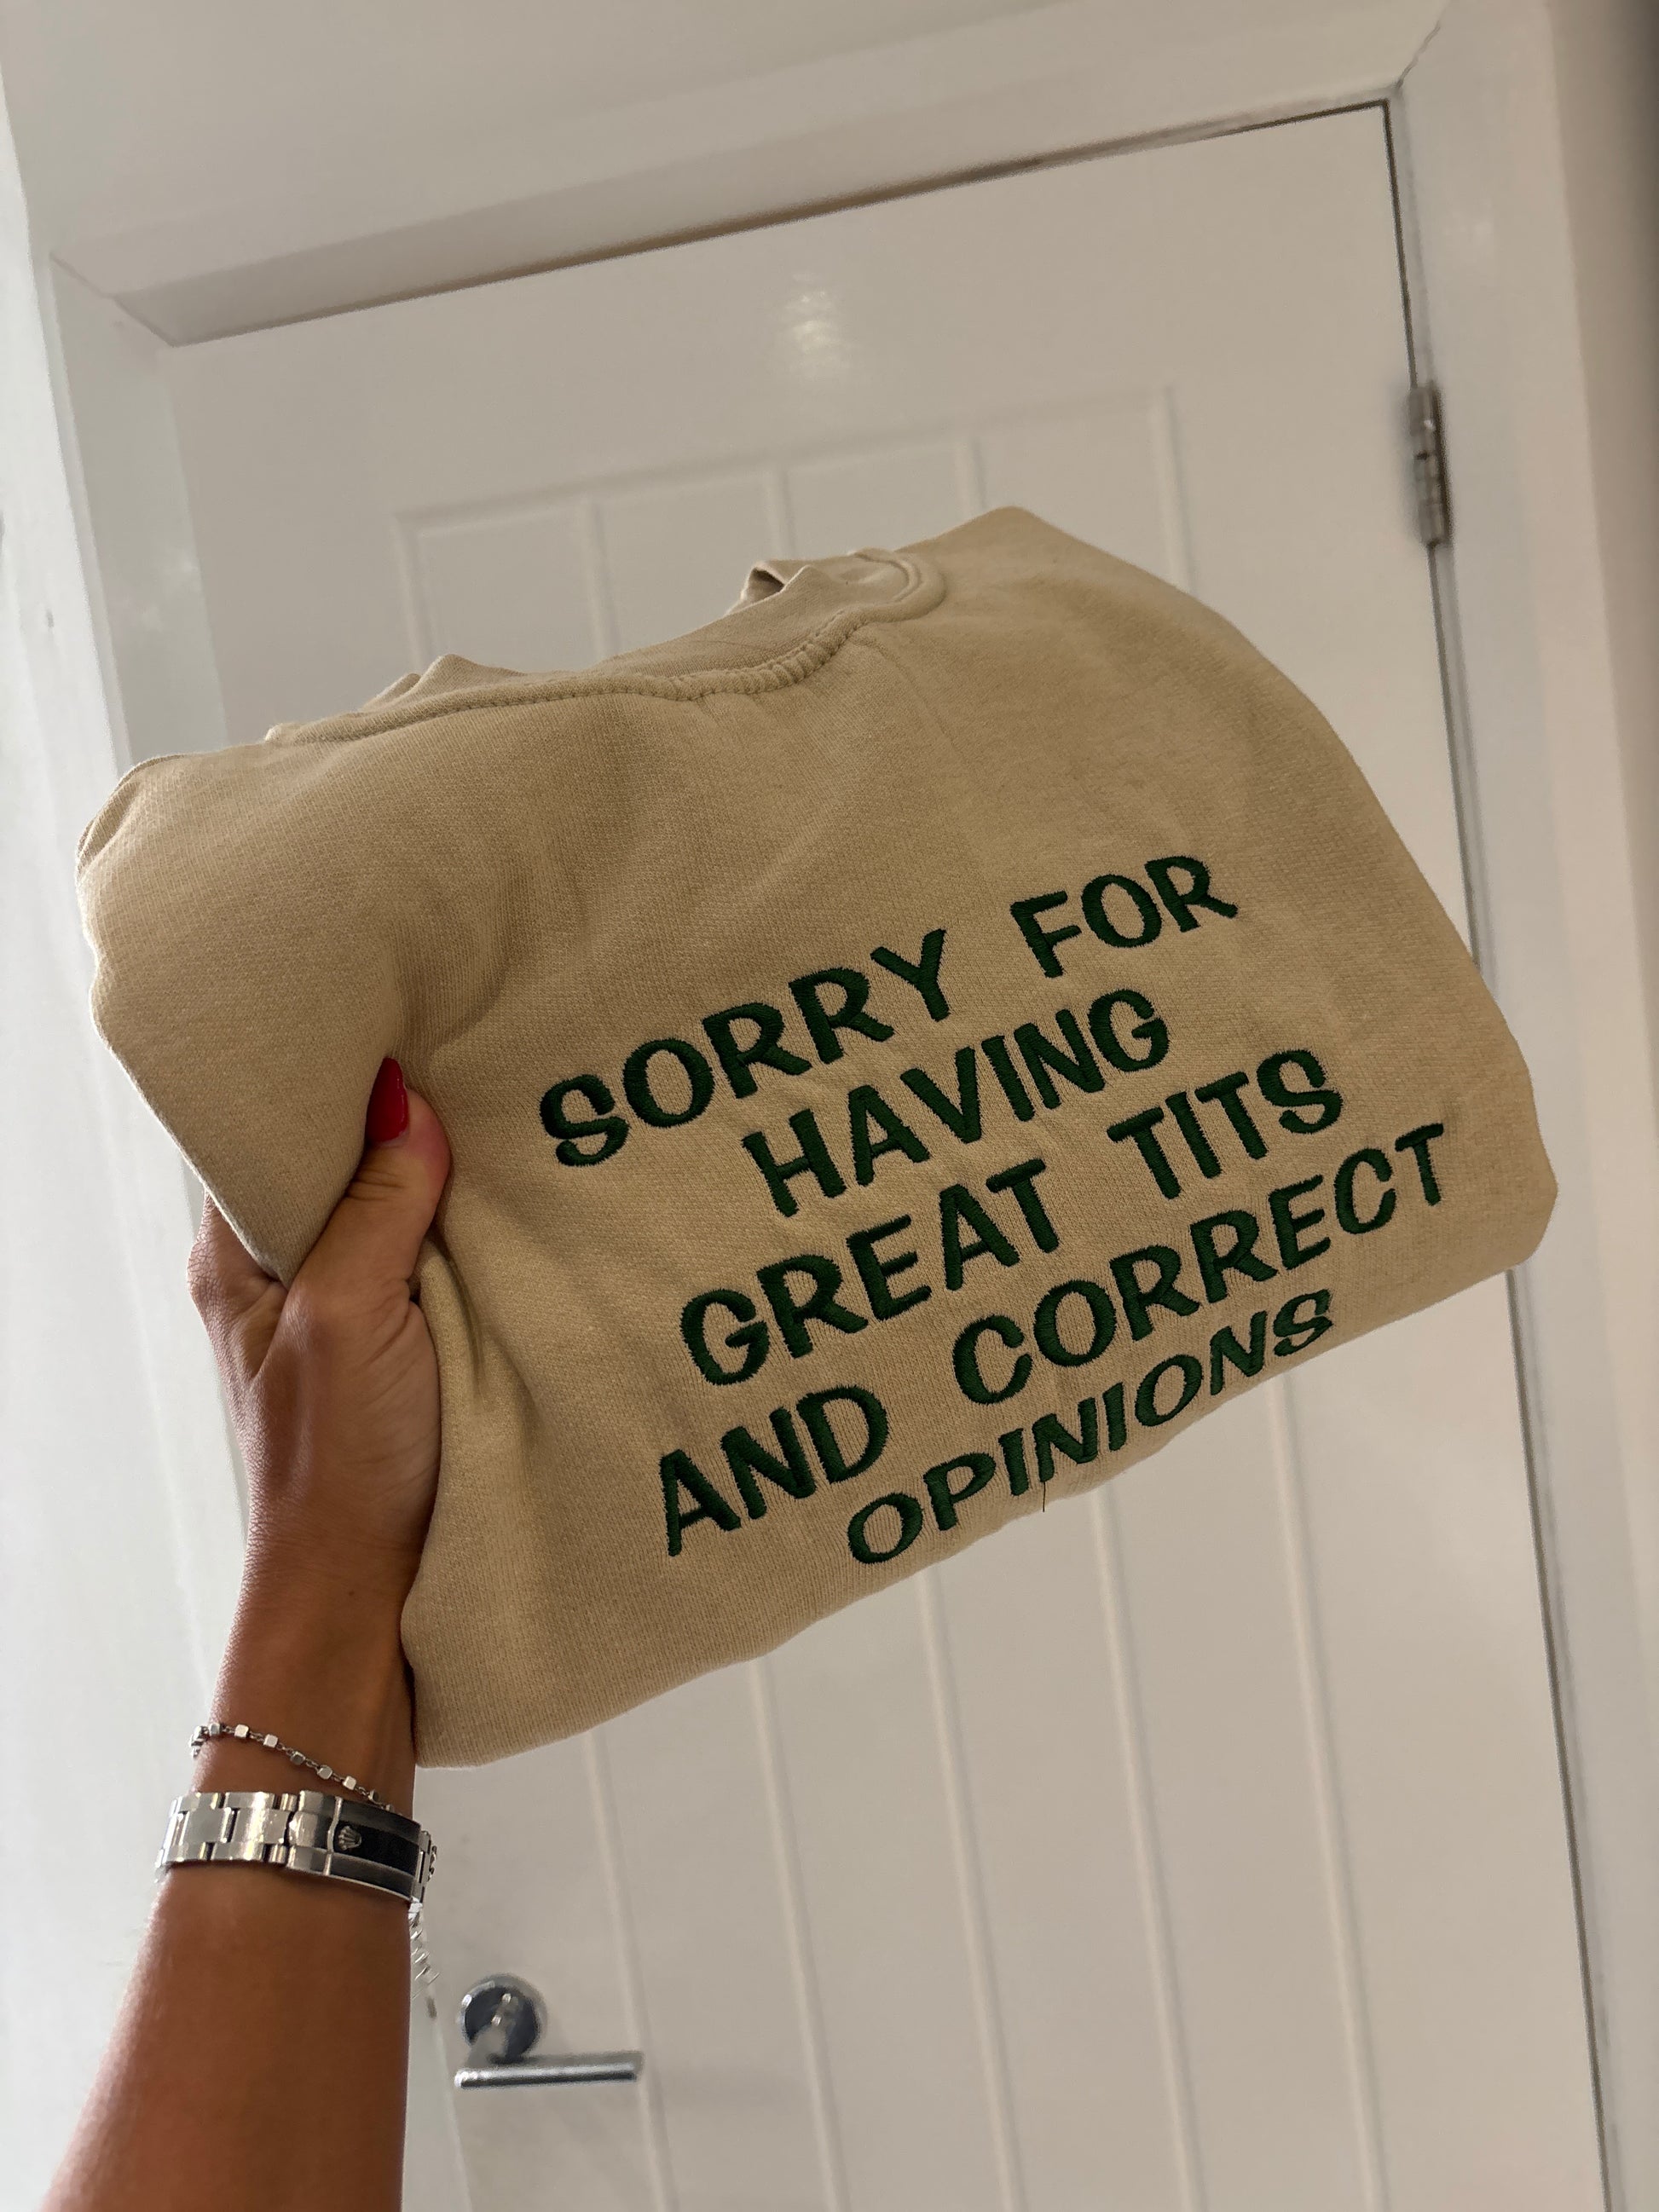 SORRY FOR
HAVING
GREAT TITS
AND CORRECT
OPINIONS